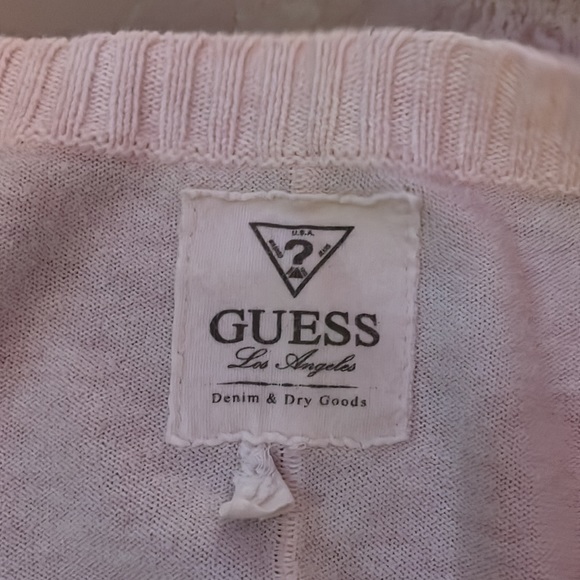 U.S.A.
?
GUESS
Los Angeles
Denim & Dry Goods